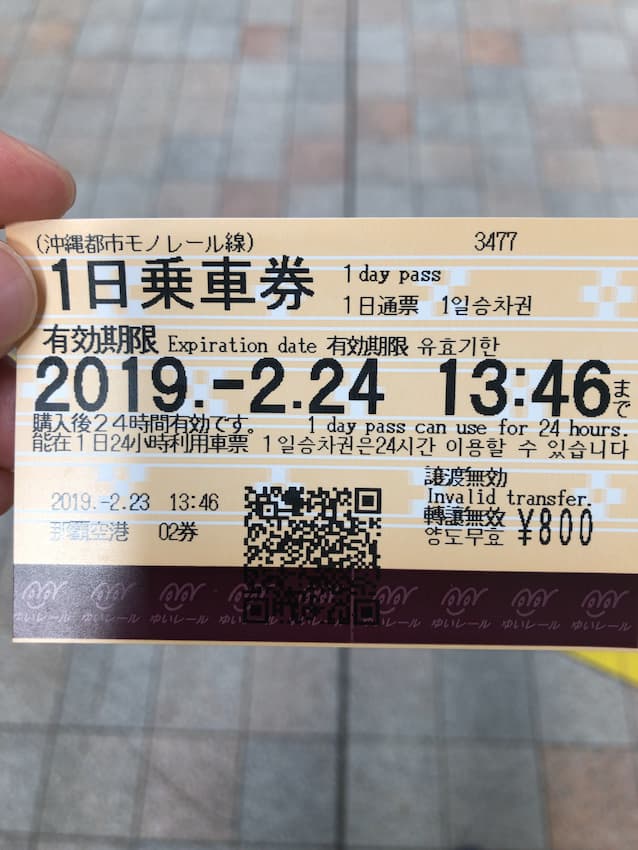 (沖縄都市モノレール線) 3477
1日乗車券 1 day pass
1日通票 1일승차권
有効期限 Expiration date 有効期限 유효기한
2019.-2.24 13:46まで
購入後24時間有効です。 1 day pass can use for 24 hours.
能在1日24小時利用車票 1일승차권은24시간 이용할 수 있습니다
譲渡無効
Invalid transfer.
2019.-2.23 13:46
轉讓無效 ¥800
那覇空港 02券 양도무효
ゆいレール ゆいレール ゆいレール ゆいレール ゆいレール ゆいレール ゆいレール